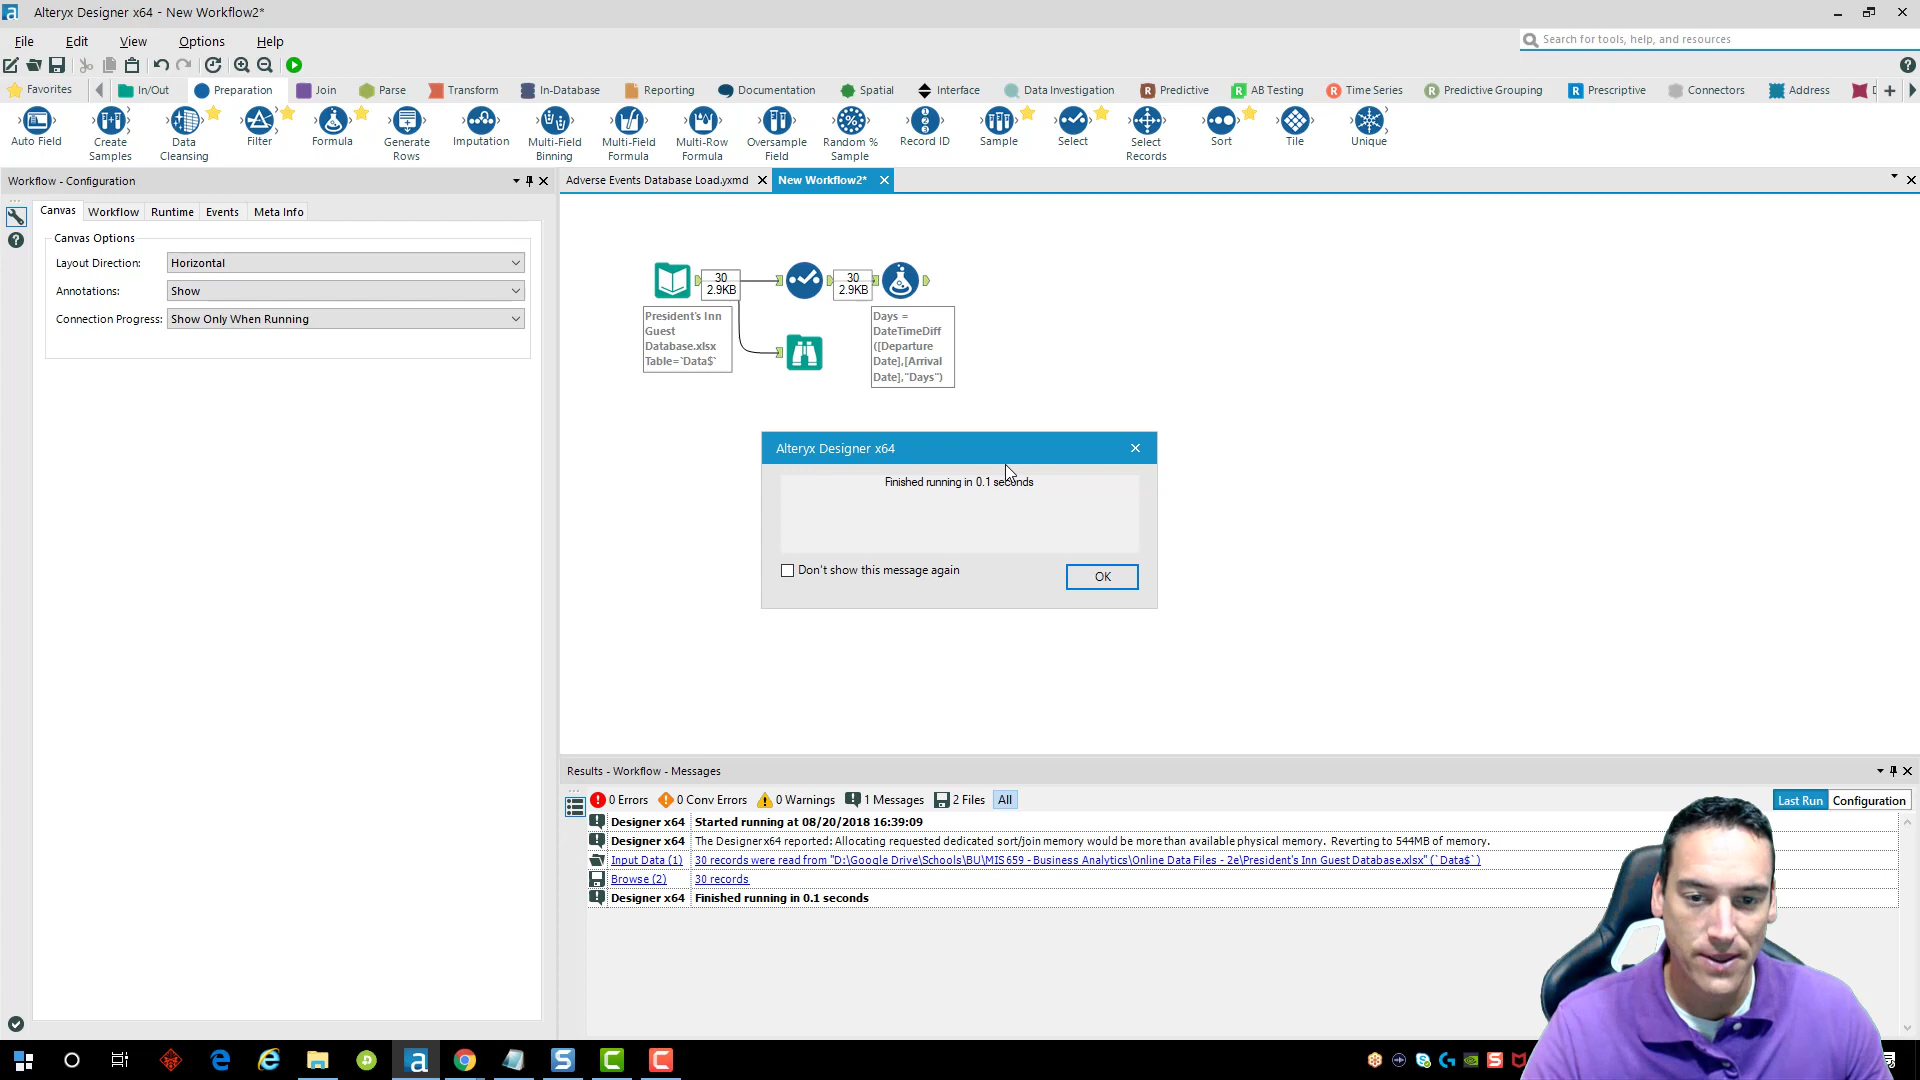 Alteryx Designer x64 - New Workflow2*
File Edit View Options Help
Search for tools, help, and resources
Favorites In/Out Preparation Join Parse Transform In-Database Reporting Documentation Spatial Interface Data Investigation Predictive AB Testing Time Series Predictive Grouping Prescriptive Connectors Address
Auto Field
Create Samples
Data Cleansing
Filter
Formula
Generate Rows
Imputation
Multi-Field Binning
Multi-Field Formula
Multi-Row Formula
Oversample Field
Random % Sample
Record ID
Sample
Select
Select Records
Sort
Tile
Unique
Workflow - Configuration
Adverse Events Database Load.yxmd
New Workflow2*
Canvas Workflow Runtime Events Meta Info
Canvas Options
Layout Direction: Horizontal
Annotations: Show
Connection Progress: Show Only When Running
30
2.9KB
30
2.9KB
President's Inn
Guest
Database.xlsx
Table=`Data$`
Days =
DateTimeDiff
([Departure
Date],[Arrival
Date],"Days")
Alteryx Designer x64
Finished running in 0.1 seconds
Don't show this message again
OK
Results - Workflow - Messages
0 Errors 0 Conv Errors 0 Warnings 1 Messages 2 Files All
Last Run Configuration
Designer x64 Started running at 08/20/2018 16:39:09
Designer x64 The Designer x64 reported: Allocating requested dedicated sort/join memory would be more than available physical memory. Reverting to 544MB of memory.
Input Data (1) 30 records were read from "D:\Google Drive\Schools\BU\MIS 659 - Business Analytics\Online Data Files - 2e\President's Inn Guest Database.xlsx" (`Data$`)
Browse (2) 30 records
Designer x64 Finished running in 0.1 seconds